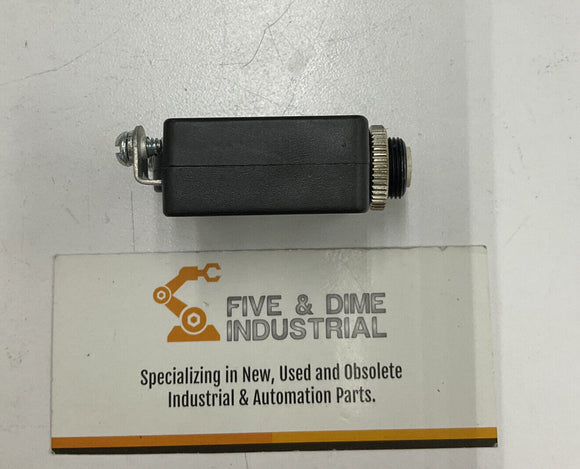 FIVE & DIME
INDUSTRIAL
Specializing in New, Used and Obsolete
Industrial & Automation Parts.